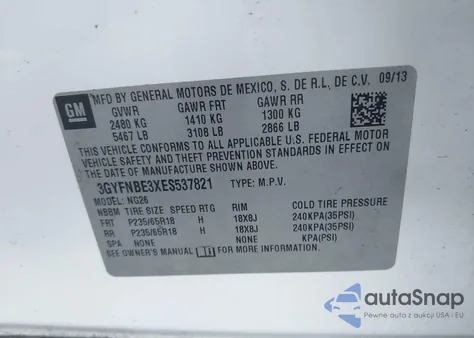 GM
MFD BY GENERAL MOTORS DE MEXICO, S. DE R.L. DE C.V. 09/13
GVWR GAWR FRT GAWR RR
2480 KG 1410 KG 1300 KG
5467 LB 3108 LB 2866 LB
THIS VEHICLE CONFORMS TO ALL APPLICABLE U.S. FEDERAL MOTOR
VEHICLE SAFETY AND THEFT PREVENTION STANDARDS IN EFFECT ON
THE DATE OF MANUFACTURE SHOWN ABOVE.
3GYFNBE3XES537821 TYPE: M.P.V.
MODEL: NG26
NBBM TIRE SIZE SPEED RTG RIM COLD TIRE PRESSURE
FRT P235/65R18 H 18X8J 240KPA(35PSI)
RR P235/65R18 H 18X8J 240KPA(35PSI)
SPA NONE NONE KPA(PSI)
SEE OWNER'S MANUAL FOR MORE INFORMATION.
autoSnap
Pewne auta z aukcji USA i EU